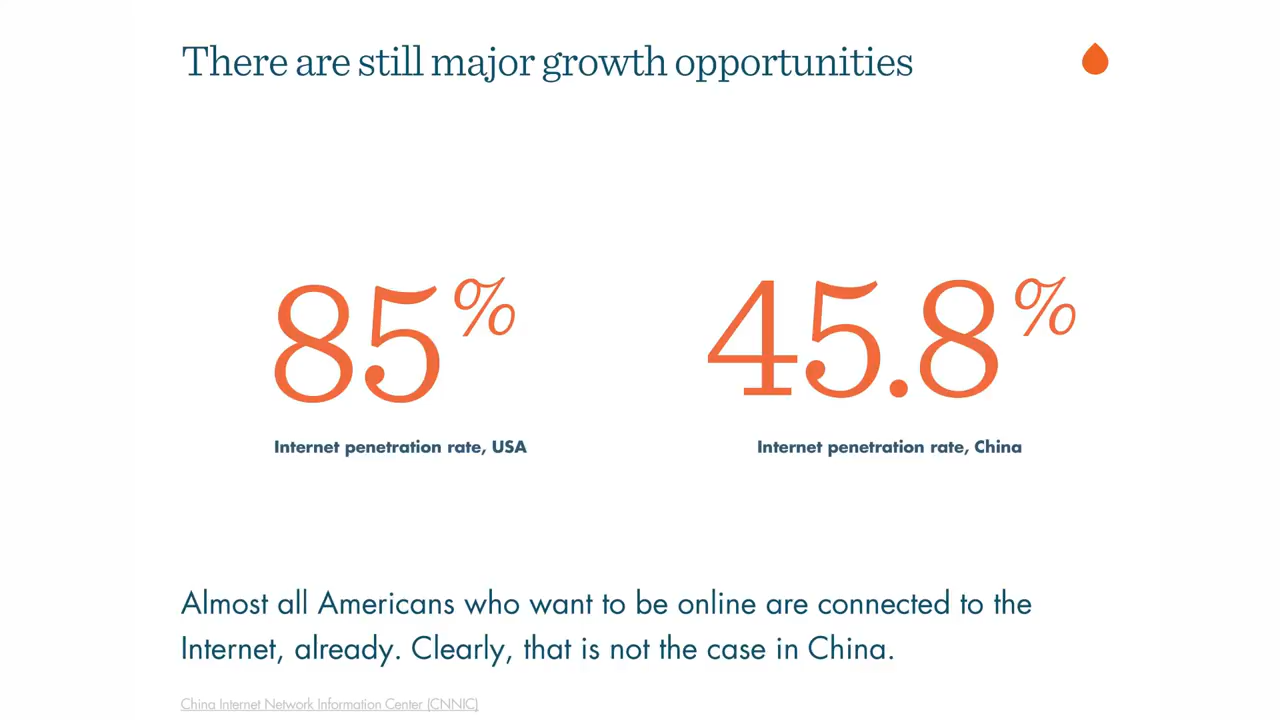 There are still major growth opportunities
85%
45.8%
Internet penetration rate, USA
Internet penetration rate, China
Almost all Americans who want to be online are connected to the
Internet, already. Clearly, that is not the case in China.
China Internet Network Information Center (CNNIC)